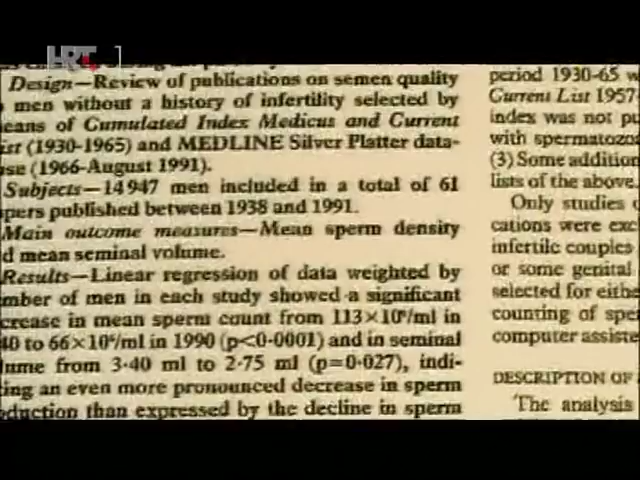 HRT 1
Design—Review of publications on semen quality
men without a history of infertility selected by
eans of Cumulated Index Medicus and Current
ist (1930-1965) and MEDLINE Silver Platter data-
ase (1966-August 1991).
Subjects—14 947 men included in a total of 61
pers published between 1938 and 1991.
Main outcome measures—Mean sperm density
d mean seminal volume.
Results—Linear regression of data weighted by
mber of men in each study showed a significant
crease in mean sperm count from 113×10⁶/ml in
40 to 66×10⁶/ml in 1990 (p<0·0001) and in seminal
lume from 3·40 ml to 2·75 ml (p=0·027), indi-
ting an even more pronounced decrease in sperm
oduction than expressed by the decline in sperm
period 1930-65 w
Current List 1957
index was not pu
with spermatozo
(3) Some addition
lists of the above.
Only studies
cations were exc
infertile couples
or some genital
selected for eithe
counting of spe
computer assiste
DESCRIPTION OF
The analysis